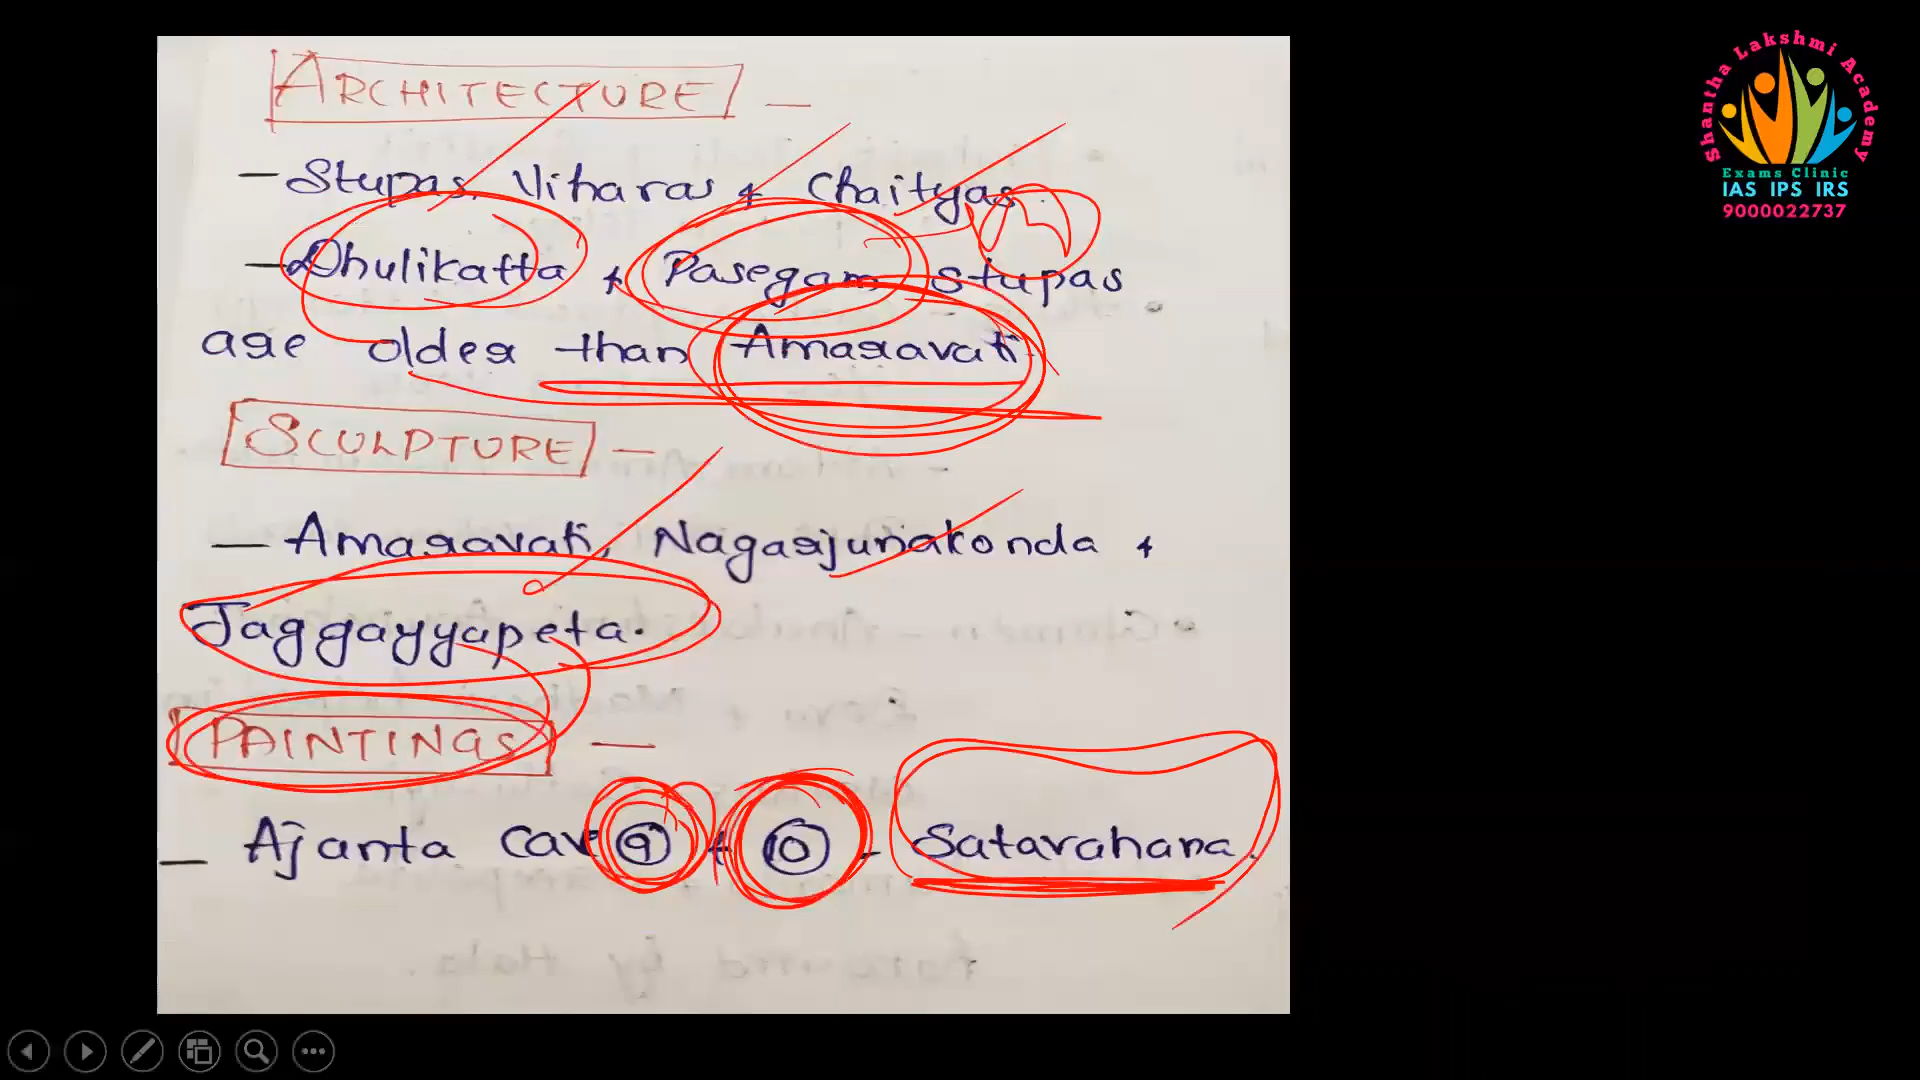 ARCHITECTURE —
— Stupas, Viharas & Chaityas.
— Dhulikatta & Pasegam stupas
are older than Amaravati.
SCULPTURE —
— Amaravati, Nagarjunakonda &
Jaggayyapeta.
PAINTINGS —
— Ajanta cave 9 & 10 - Satavahana.
Shantha Lakshmi Academy
Exams Clinic
IAS IPS IRS
9000022737